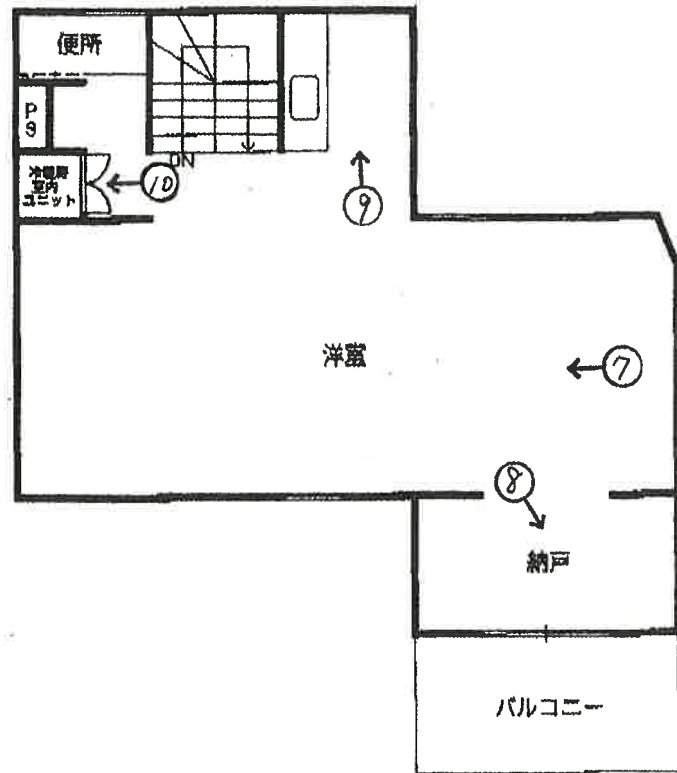 便所
PS
冷暖房
室内
ユニット
DN
⑩
⑨
洋室
⑦
⑧
納戸
バルコニー